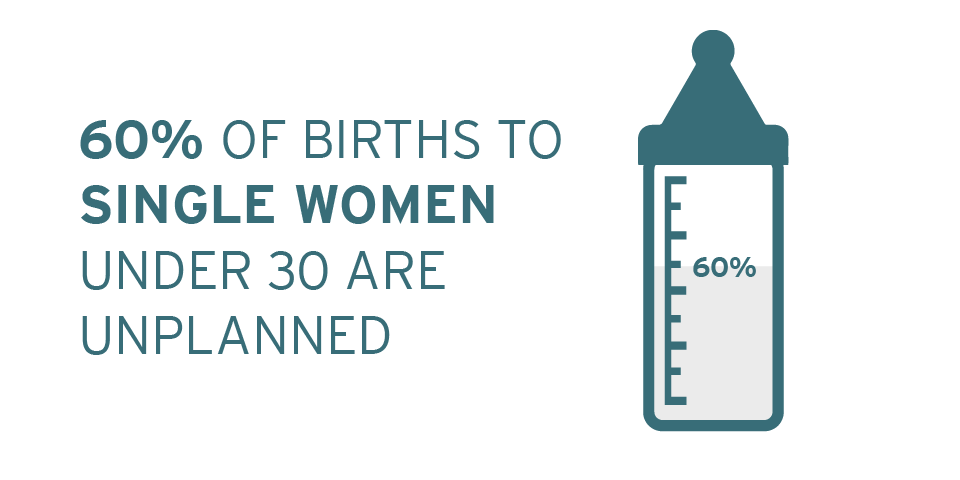 60% OF BIRTHS TO
SINGLE WOMEN
UNDER 30 ARE
UNPLANNED
60%